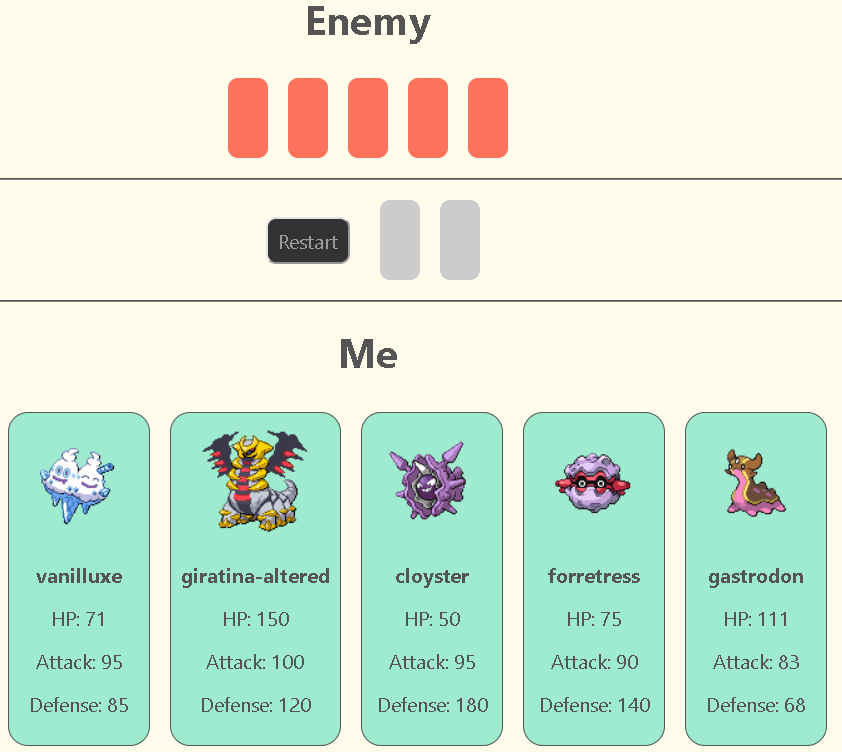 Enemy
Restart
Me
vanilluxe
HP: 71
Attack: 95
Defense: 85
giratina-altered
HP: 150
Attack: 100
Defense: 120
cloyster
HP: 50
Attack: 95
Defense: 180
forretress
HP: 75
Attack: 90
Defense: 140
gastrodon
HP: 111
Attack: 83
Defense: 68